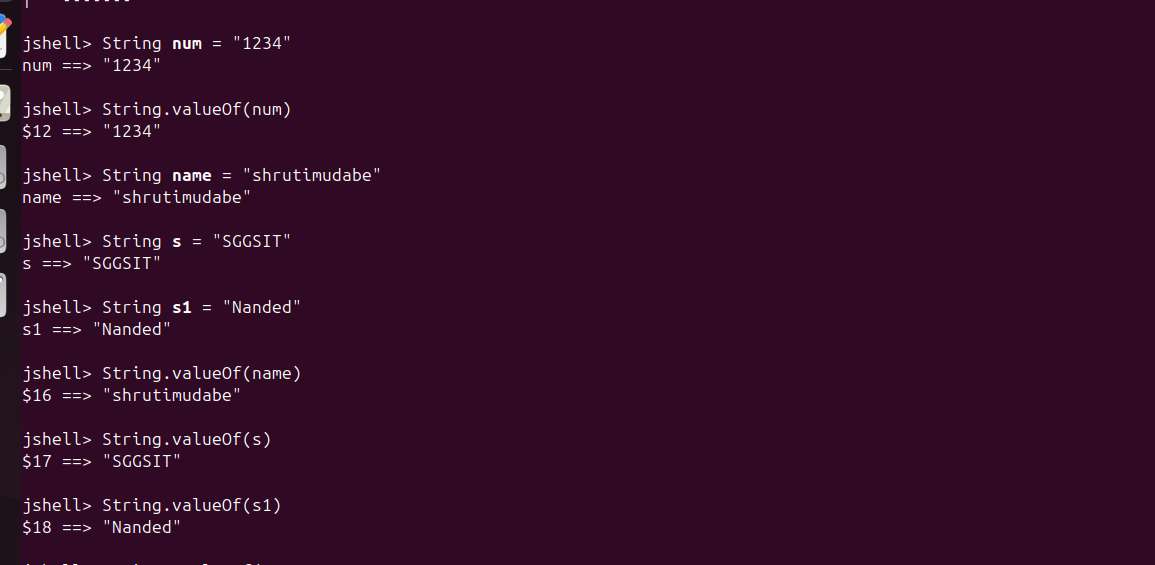 jshell> String num = "1234"
num ==> "1234"
jshell> String.valueOf(num)
$12 ==> "1234"
jshell> String name = "shrutimudabe"
name ==> "shrutimudabe"
jshell> String s = "SGGSIT"
s ==> "SGGSIT"
jshell> String s1 = "Nanded"
s1 ==> "Nanded"
jshell> String.valueOf(name)
$16 ==> "shrutimudabe"
jshell> String.valueOf(s)
$17 ==> "SGGSIT"
jshell> String.valueOf(s1)
$18 ==> "Nanded"